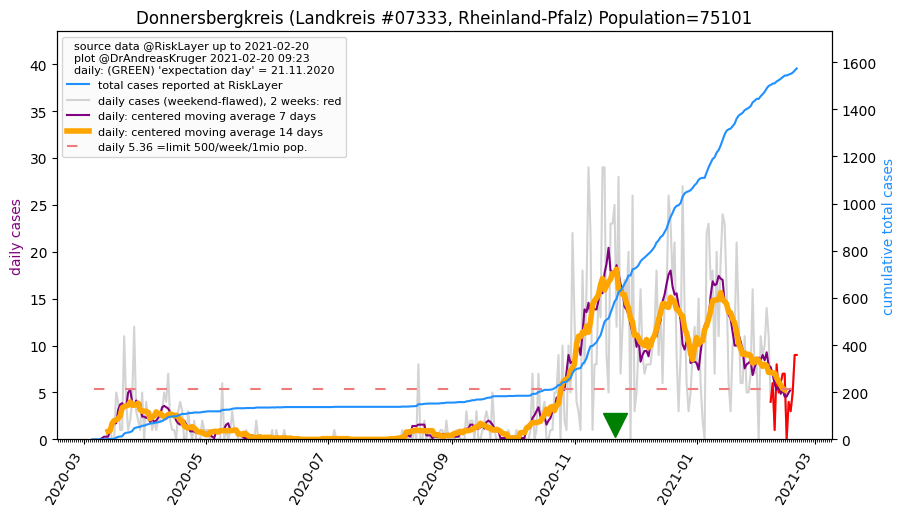 Donnersbergkreis (Landkreis #07333, Rheinland-Pfalz) Population=75101
source data @RiskLayer up to 2021-02-20
plot @DrAndreasKruger 2021-02-20 09:23
daily: (GREEN) 'expectation day' = 21.11.2020
total cases reported at RiskLayer
daily cases (weekend-flawed), 2 weeks: red
daily: centered moving average 7 days
daily: centered moving average 14 days
daily 5.36 =limit 500/week/1mio pop.
daily cases
40
35
30
25
20
15
10
5
0
1600
1400
1200
1000
800
600
400
200
0
cumulative total cases
2020-03
2020-05
2020-07
2020-09
2020-11
2021-01
2021-03